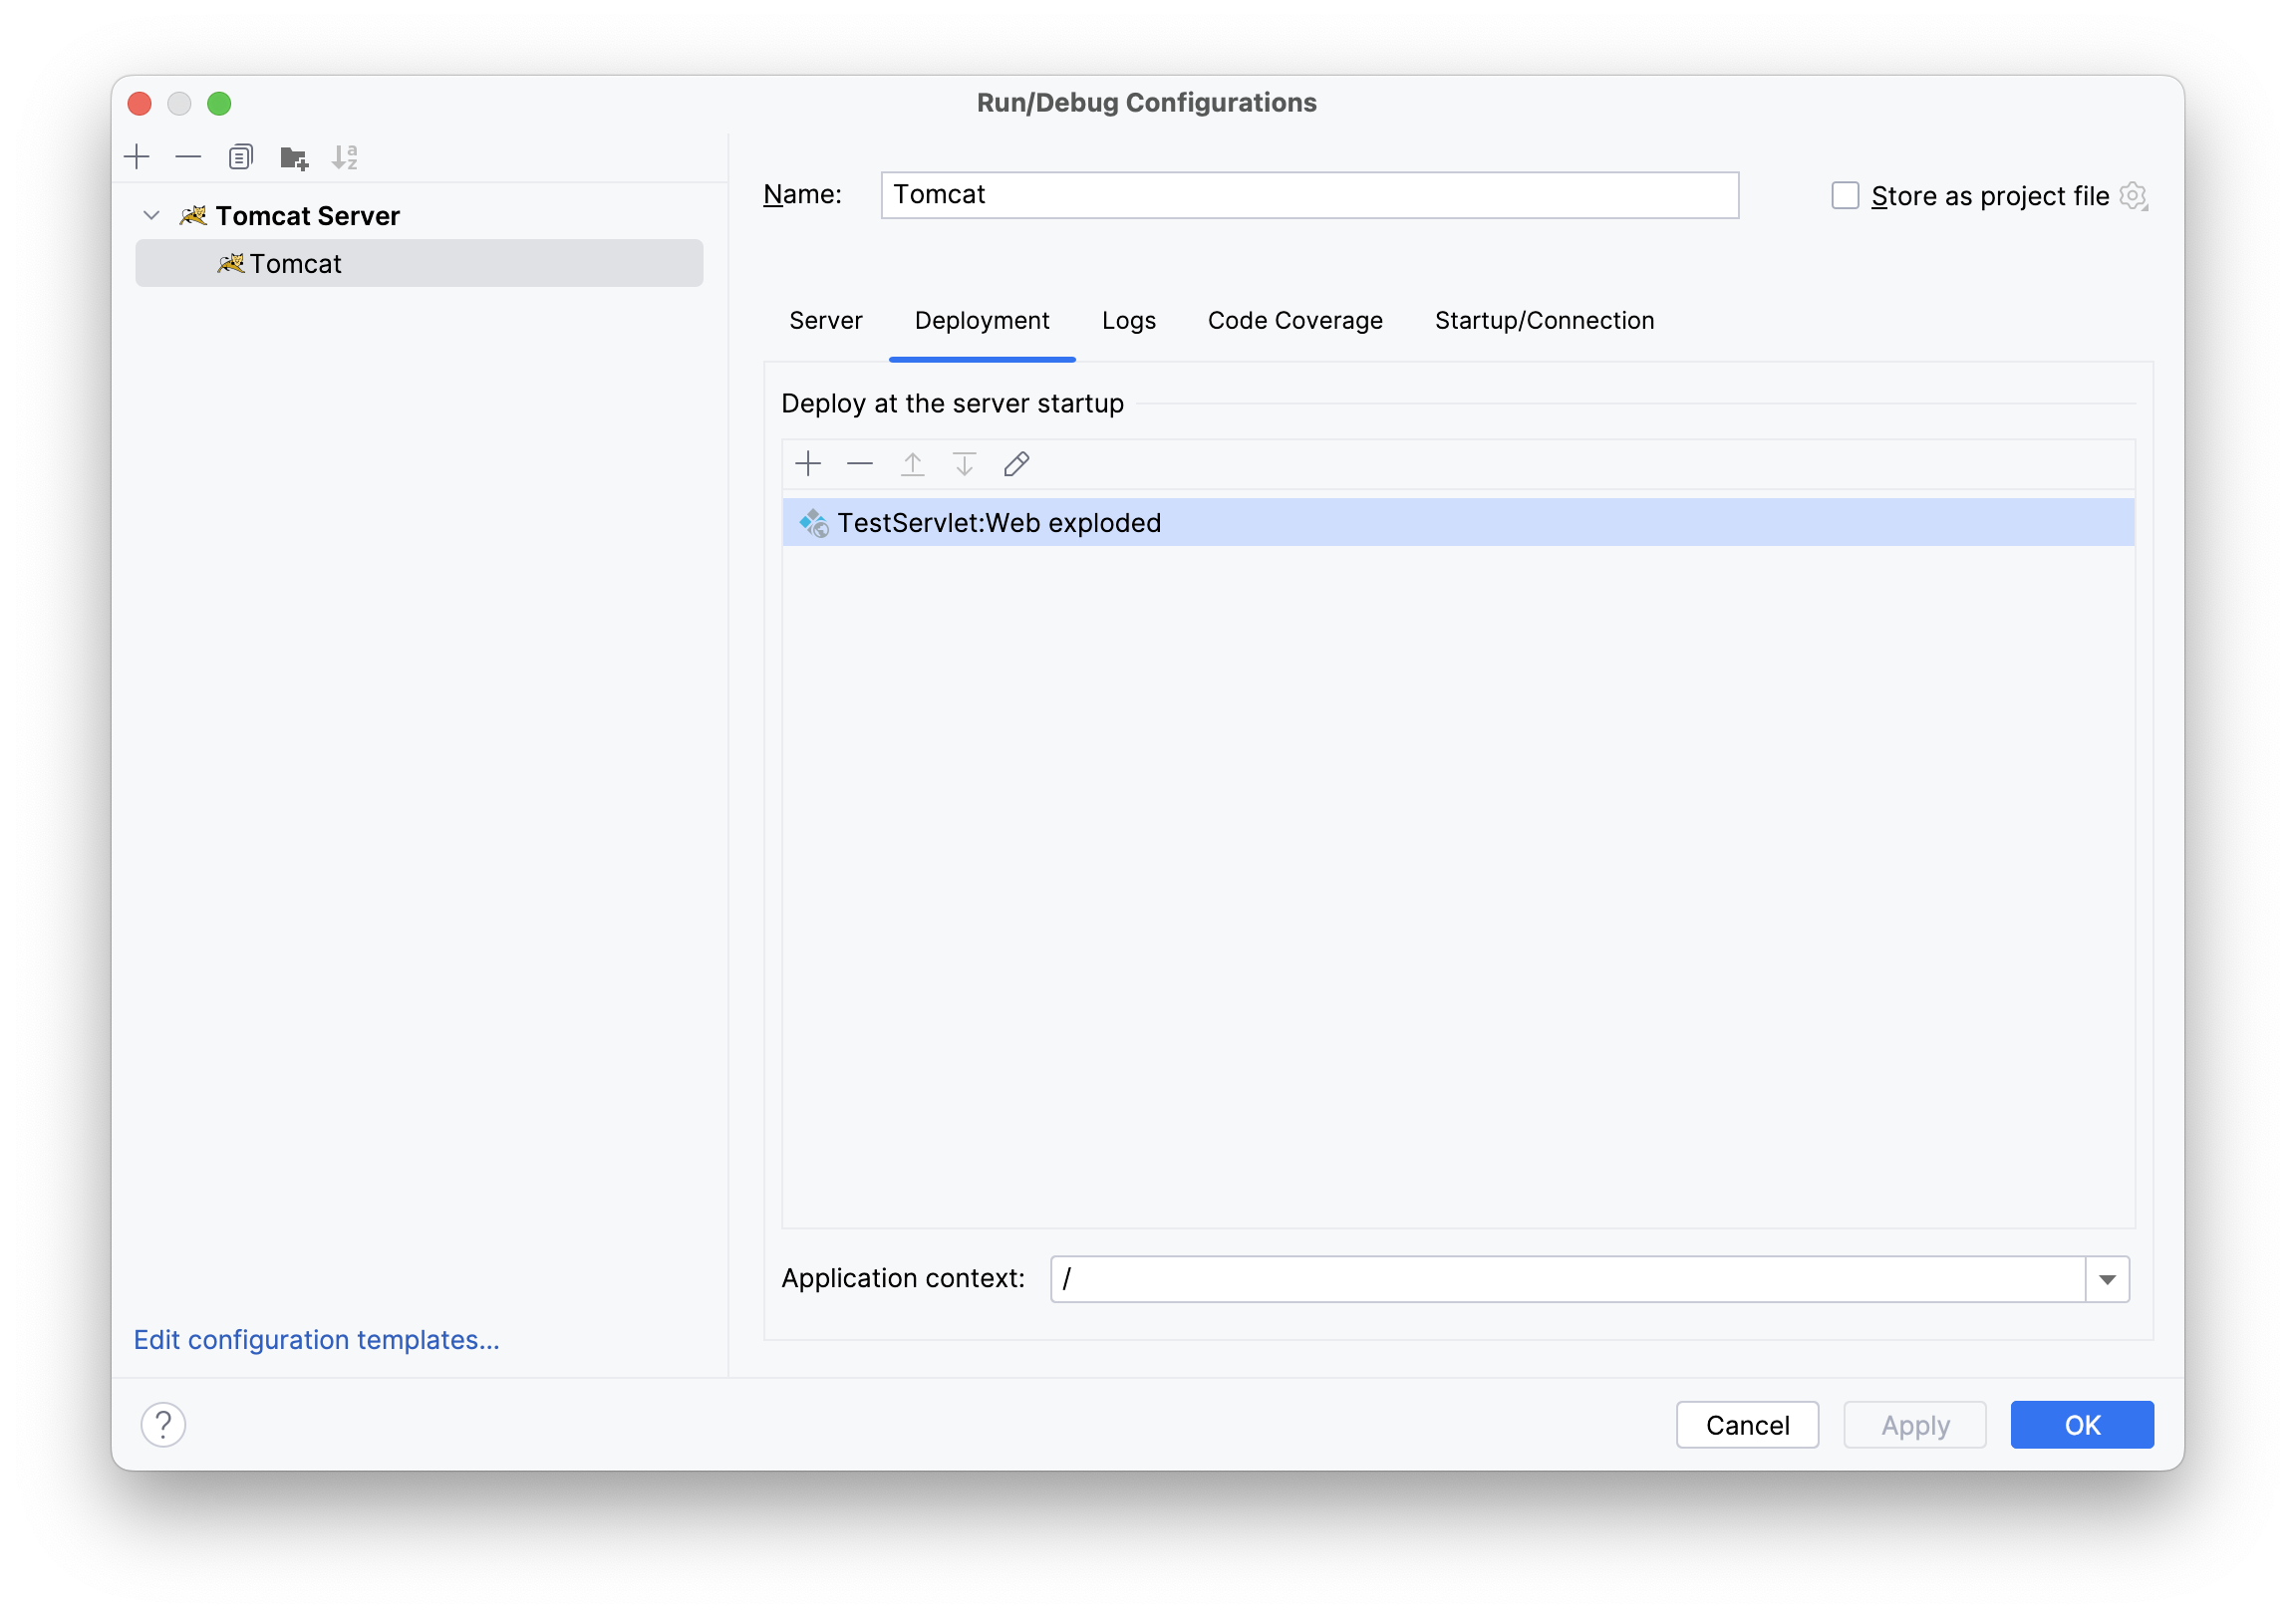 Run/Debug Configurations
Tomcat Server
Tomcat
Edit configuration templates...
Name: Tomcat
Store as project file
Server Deployment Logs Code Coverage Startup/Connection
Deploy at the server startup
TestServlet:Web exploded
Application context: /
? Cancel Apply OK